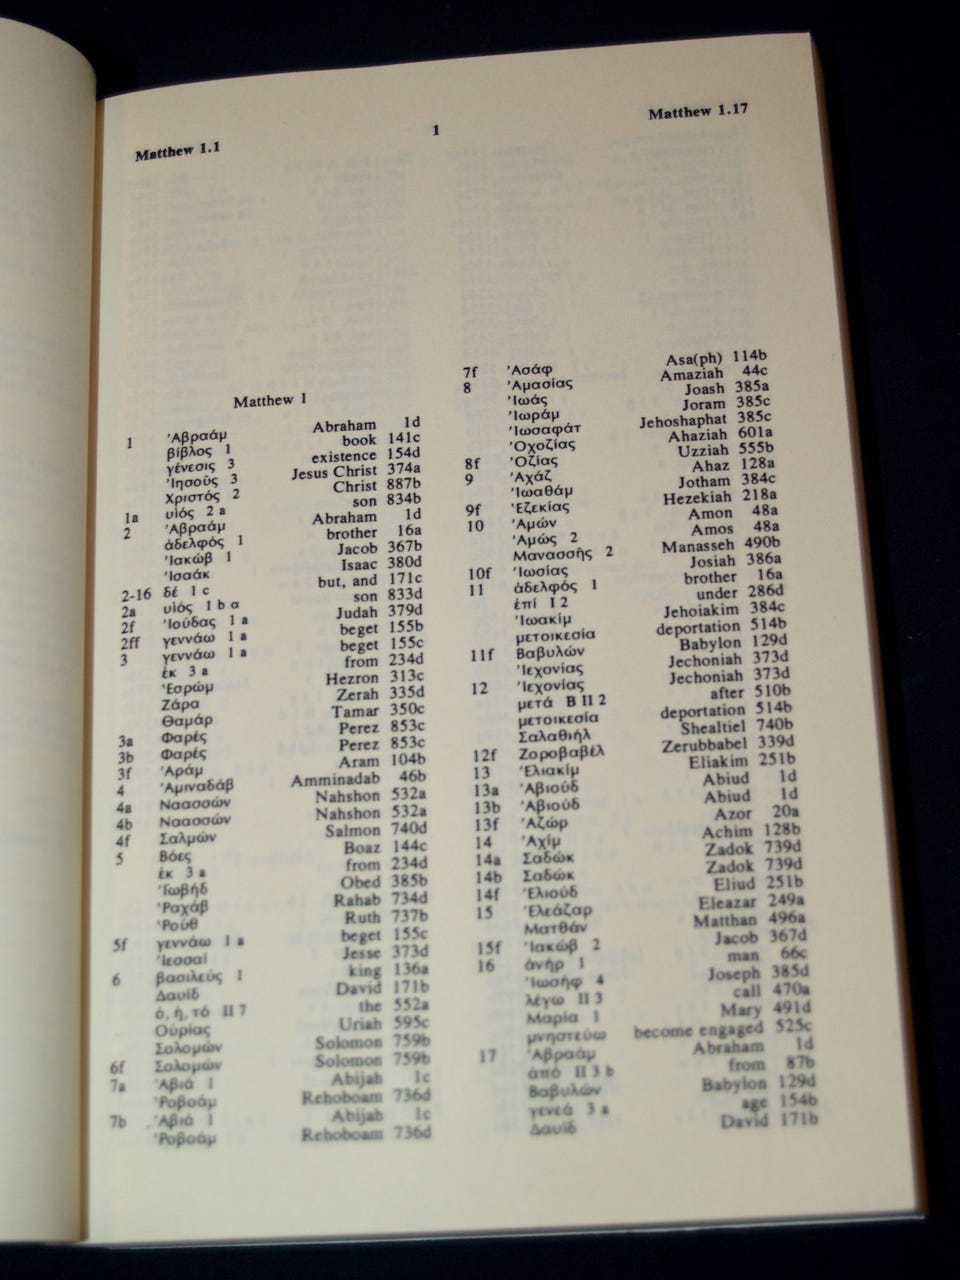 Matthew 1.1 1 Matthew 1.17
Matthew 1
1 Ἀβραάμ Abraham 1d
βίβλος 1 book 141c
γένεσις 3 existence 154d
Ἰησοῦς 3 Jesus Christ 374a
Χριστός 2 Christ 887b
1a υἱός 2 a son 834b
2 Ἀβραάμ Abraham 1d
ἀδελφός 1 brother 16a
Ἰακώβ 1 Jacob 367b
Ἰσαάκ Isaac 380d
2-16 δέ 1 c but, and 171c
2a υἱός 1 b α son 833d
2f Ἰούδας 1 a Judah 379d
2ff γεννάω 1 a beget 155b
3 γεννάω 1 a beget 155c
ἐκ 3 a from 234d
Ἑσρώμ Hezron 313c
Ζάρα Zerah 335d
Θαμάρ Tamar 350c
3a Φαρές Perez 853c
3b Φαρές Perez 853c
3f Ἀράμ Aram 104b
4 Ἀμιναδάβ Amminadab 46b
4a Ναασσών Nahshon 532a
4b Ναασσών Nahshon 532a
4f Σαλμών Salmon 740d
5 Βόες Boaz 144c
ἐκ 3 a from 234d
Ἰωβήδ Obed 385b
Ῥαχάβ Rahab 734d
Ῥούθ Ruth 737b
5f γεννάω 1 a beget 155c
Ἰεσσαί Jesse 373d
6 βασιλεύς 1 king 136a
Δαυίδ David 171b
ὁ, ἡ, τό II 7 the 552a
Οὐρίας Uriah 595c
Σολομών Solomon 759b
6f Σολομών Solomon 759b
7a Ἀβιά 1 Abijah 1c
Ῥοβοάμ Rehoboam 736d
7b Ἀβιά 1 Abijah 1c
Ῥοβοάμ Rehoboam 736d
7f Ἀσάφ Asa(ph) 114b
8 Ἀμασίας Amaziah 44c
Ἰωάς Joash 385a
Ἰωράμ Joram 385c
Ἰωσαφάτ Jehoshaphat 385c
Ὀχοζίας Ahaziah 601a
8f Ὀζίας Uzziah 555b
9 Ἀχάζ Ahaz 128a
Ἰωαθάμ Jotham 384c
9f Ἑζεκίας Hezekiah 218a
10 Ἀμών Amon 48a
Ἀμώς 2 Amos 48a
Μανασσῆς 2 Manasseh 490b
10f Ἰωσίας Josiah 386a
11 ἀδελφός 1 brother 16a
ἐπί I 2 under 286d
Ἰωακίμ Jehoiakim 384c
μετοικεσία deportation 514b
11f Βαβυλών Babylon 129d
Ἰεχονίας Jechoniah 373d
12 Ἰεχονίας Jechoniah 373d
μετά B II 2 after 510b
μετοικεσία deportation 514b
Σαλαθιήλ Shealtiel 740b
12f Ζοροβαβέλ Zerubbabel 339d
13 Ἐλιακίμ Eliakim 251b
13a Ἀβιούδ Abiud 1d
13b Ἀβιούδ Abiud 1d
13f Ἀζώρ Azor 20a
14 Ἀχίμ Achim 128b
14a Σαδώκ Zadok 739d
14b Σαδώκ Zadok 739d
14f Ἐλιούδ Eliud 251b
15 Ἐλεάζαρ Eleazar 249a
Ματθάν Matthan 496a
15f Ἰακώβ 2 Jacob 367d
16 ἀνήρ 1 man 66c
Ἰωσήφ 4 Joseph 385d
λέγω II 3 call 470a
Μαρία 1 Mary 491d
μνηστεύω become engaged 525c
17 Ἀβραάμ Abraham 1d
ἀπό II 3 b from 87b
Βαβυλών Babylon 129d
γενεά 3 a age 154b
Δαυίδ David 171b